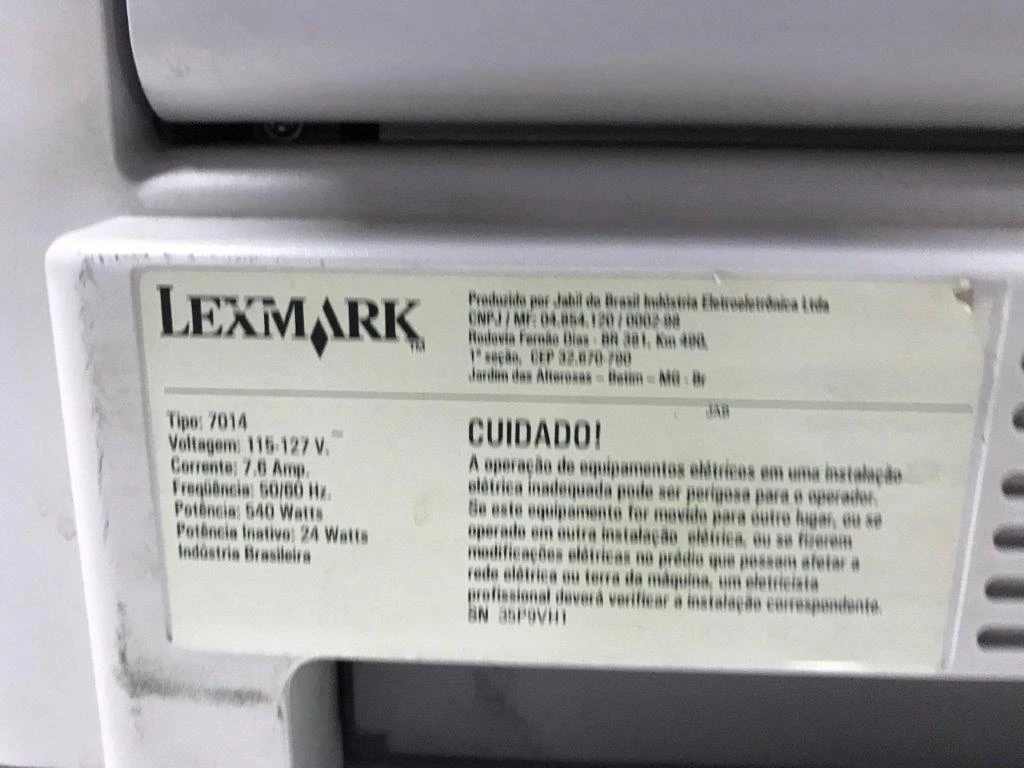 LEXMARK™
Produzido por Jabil do Brasil Indústria Eletroeletrônica Ltda
CNPJ / MF: 04.854.120 / 0002-98
Rodovia Fernão Dias - BR 381, Km 490,
1ª seção, CEP 32.670-790
Jardim das Alterosas – Betim – MG - Br
JAB
Tipo: 7014
Voltagem: 115-127 V.
Corrente: 7.6 Amp.
Freqüência: 50/60 Hz.
Potência: 540 Watts
Potência Inativo: 24 Watts
Indústria Brasileira
CUIDADO!
A operação de equipamentos elétricos em uma instalação
elétrica inadequada pode ser perigosa para o operador.
Se este equipamento for movido para outro lugar, ou se
operado em outra instalação elétrica, ou se fizerem
modificações elétricas no prédio que possam afetar a
rede elétrica ou terra da máquina, um eletricista
profissional deverá verificar a instalação correspondente.
SN 35P9VH1